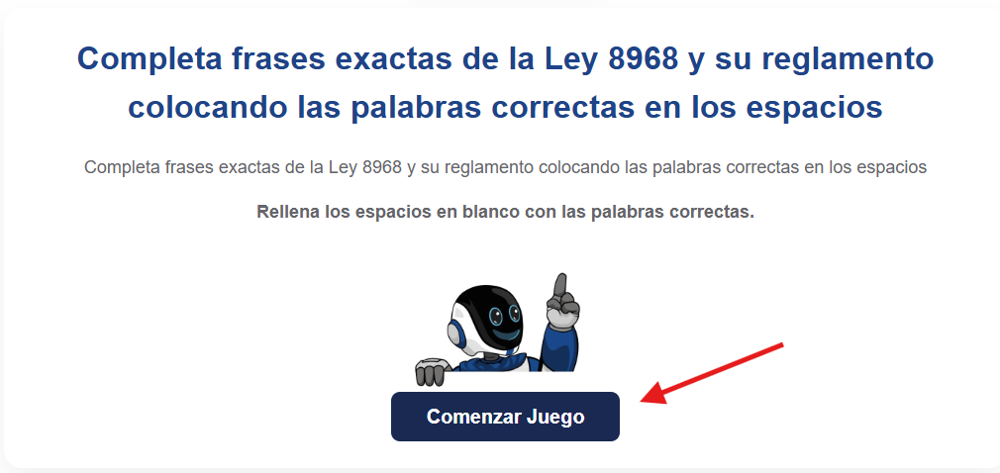 Completa frases exactas de la Ley 8968 y su reglamento
colocando las palabras correctas en los espacios
Completa frases exactas de la Ley 8968 y su reglamento colocando las palabras correctas en los espacios
Rellena los espacios en blanco con las palabras correctas.
Comenzar Juego